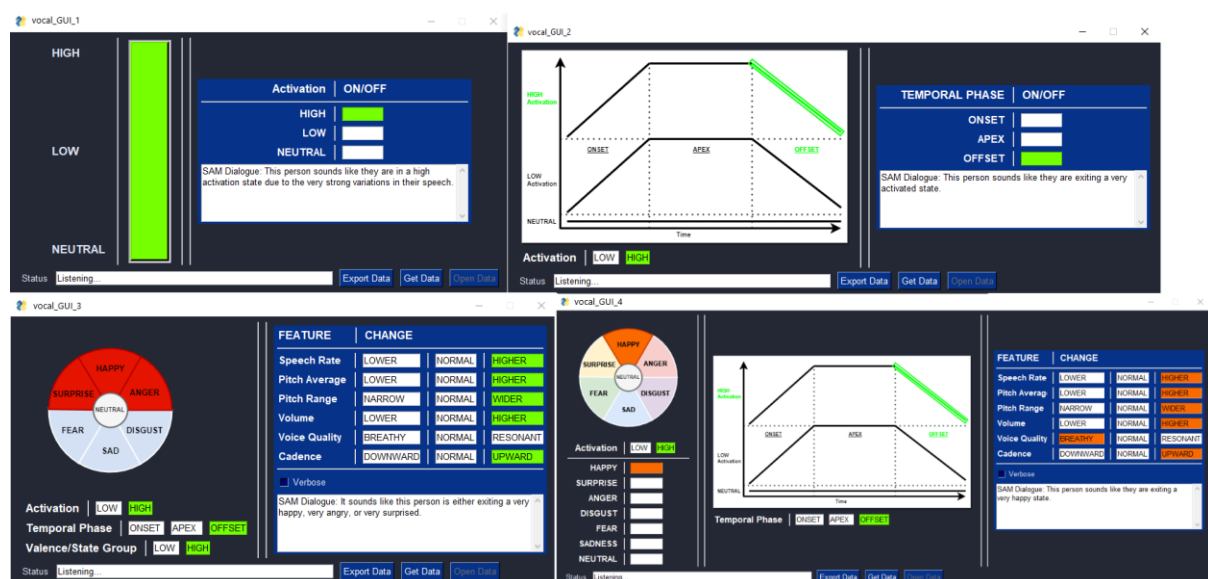 vocal_GUI_1
HIGH
LOW
NEUTRAL
Activation ON/OFF
HIGH
LOW
NEUTRAL
SAM Dialogue: This person sounds like they are in a high
activation state due to the very strong variations in their speech.
Status Listening... Export Data Get Data Open Data
vocal_GUI_2
HIGH
Activation
ONSET APEX OFFSET
LOW
Activation
NEUTRAL
Time
Activation LOW HIGH
TEMPORAL PHASE ON/OFF
ONSET
APEX
OFFSET
SAM Dialogue: This person sounds like they are exiting a very
activated state.
Status Listening... Export Data Get Data Open Data
vocal_GUI_3
HAPPY
SURPRISE ANGER
NEUTRAL
FEAR DISGUST
SAD
Activation LOW HIGH
Temporal Phase ONSET APEX OFFSET
Valence/State Group LOW HIGH
FEATURE CHANGE
Speech Rate LOWER NORMAL HIGHER
Pitch Average LOWER NORMAL HIGHER
Pitch Range NARROW NORMAL WIDER
Volume LOWER NORMAL HIGHER
Voice Quality BREATHY NORMAL RESONANT
Cadence DOWNWARD NORMAL UPWARD
Verbose
SAM Dialogue: It sounds like this person is either exiting a very
happy, very angry, or very surprised.
Status Listening... Export Data Get Data Open Data
vocal_GUI_4
HAPPY
SURPRISE ANGER
NEUTRAL
FEAR DISGUST
SAD
Activation LOW HIGH
HAPPY
SURPRISE
ANGER
DISGUST
FEAR
SADNESS
NEUTRAL
HIGH
Activation
ONSET APEX OFFSET
LOW
Activation
NEUTRAL
Time
Temporal Phase ONSET APEX OFFSET
FEATURE CHANGE
Speech Rate LOWER NORMAL HIGHER
Pitch Averag LOWER NORMAL HIGHER
Pitch Range NARROW NORMAL WIDER
Volume LOWER NORMAL HIGHER
Voice Quality BREATHY NORMAL RESONANT
Cadence DOWNWARD NORMAL UPWARD
Verbose
SAM Dialogue: This person sounds like they are exiting a
very happy state.
Status Listening... Export Data Get Data Open Data